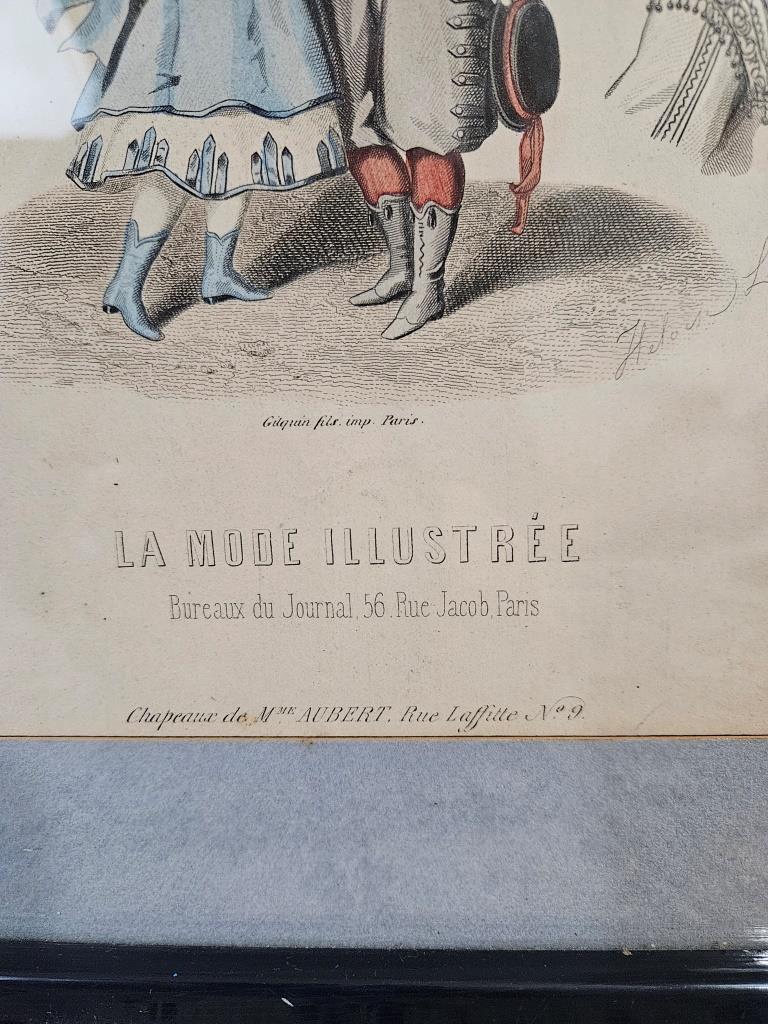 Heloïse L
Gilquin fils. imp. Paris.
LA MODE ILLUSTRÉE
Bureaux du Journal, 56, Rue Jacob, Paris
Chapeaux de MME AUBERT, Rue Laffitte No 9.